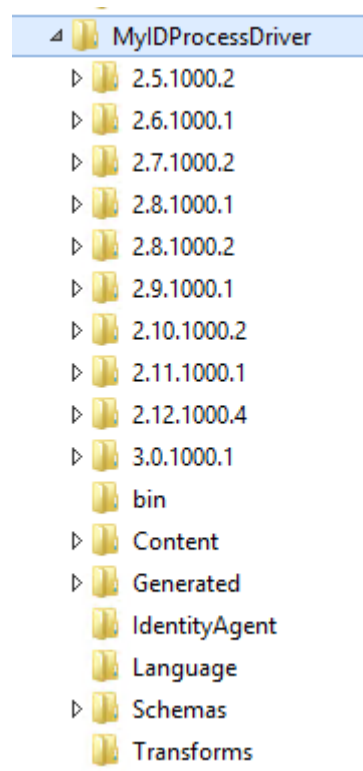 MyIDProcessDriver
2.5.1000.2
2.6.1000.1
2.7.1000.2
2.8.1000.1
2.8.1000.2
2.9.1000.1
2.10.1000.2
2.11.1000.1
2.12.1000.4
3.0.1000.1
bin
Content
Generated
IdentityAgent
Language
Schemas
Transforms